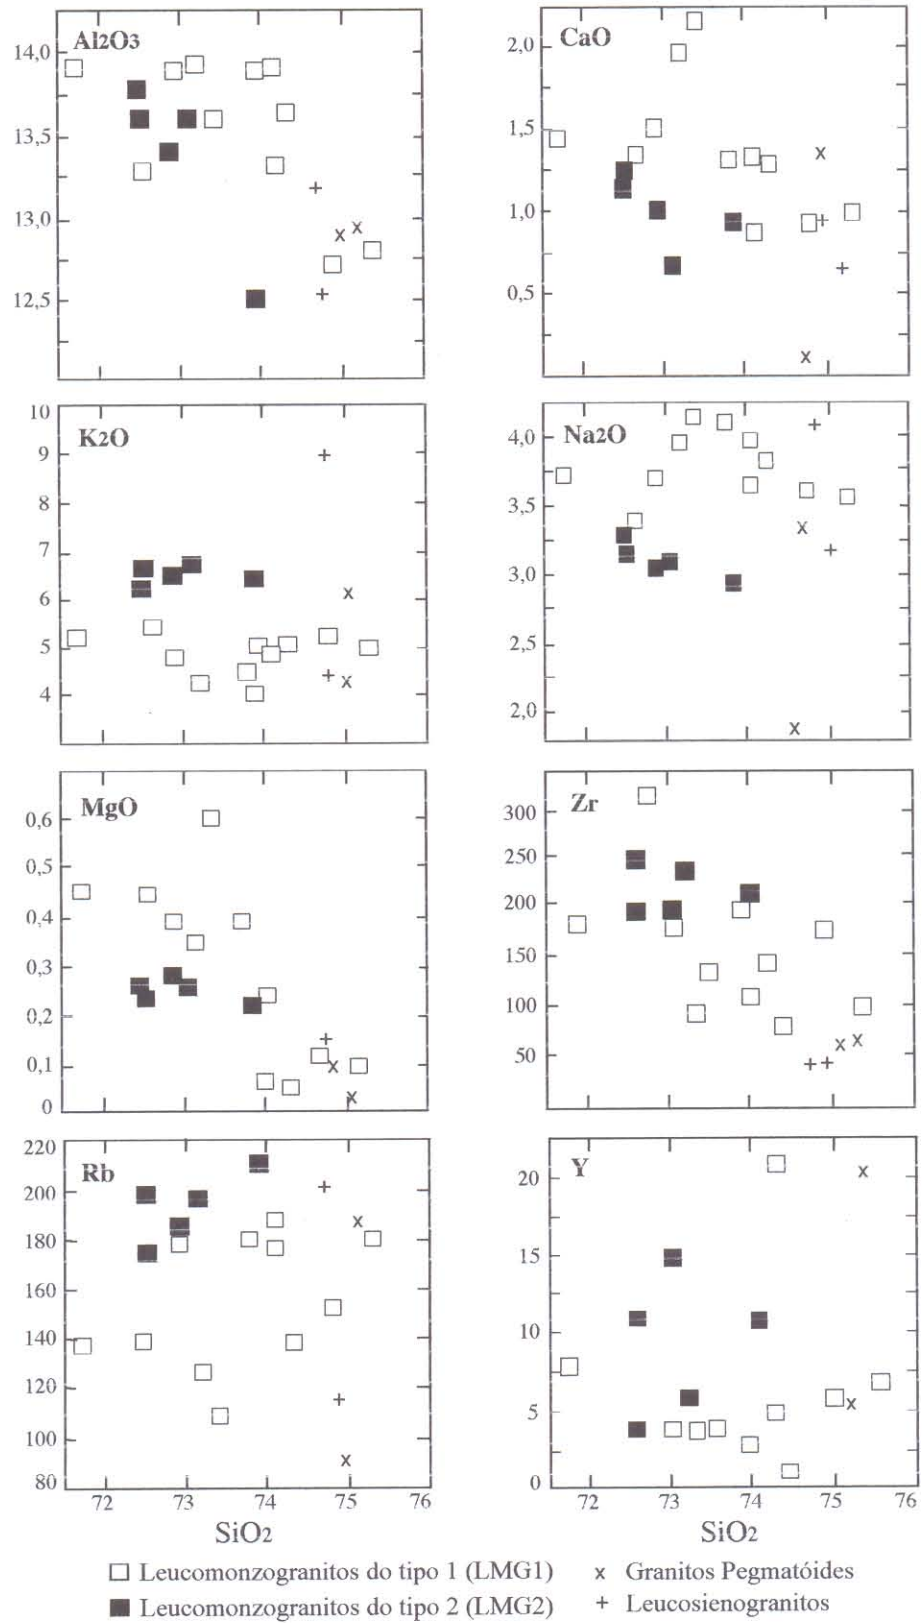 Al2O3
14,0
13,5
13,0
12,5
CaO
2,0
1,5
1,0
0,5
K2O
10
9
8
7
6
5
4
Na2O
4,0
3,5
3,0
2,5
2,0
MgO
0,6
0,5
0,4
0,3
0,2
0,1
0
Zr
300
250
200
150
100
50
Rb
220
200
180
160
140
120
100
80
72 73 74 75 76
SiO2
Y
20
15
10
5
0
72 73 74 75 76
SiO2
Leucomonzogranitos do tipo 1 (LMG1)
x Granitos Pegmatóides
Leucomonzogranitos do tipo 2 (LMG2)
+ Leucosienogranitos